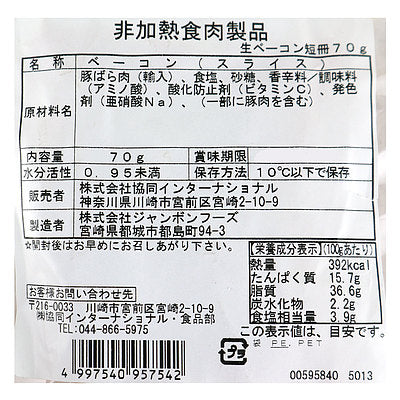 非加熱食肉製品
生ベーコン短冊70g
名称 ベーコン(スライス)
原材料名 豚ばら肉(輸入)、食塩、砂糖、香辛料/調味料
(アミノ酸)、酸化防止剤(ビタミンC)、発色
剤(亜硝酸Na)、(一部に豚肉を含む)
内容量 70g 賞味期限
水分活性 0.95未満 保存方法 10℃以下で保存
販売者 株式会社協同インターナショナル
神奈川県川崎市宮前区宮崎2-10-9
製造者 株式会社ジャンボンフーズ
宮崎県都城市都島町94-3
☆開封後はお早めにお召しあがり下さい。
【栄養成分表示】(100gあたり)
熱量 392kcal
たんぱく質 15.7g
脂質 36.6g
炭水化物 2.2g
食塩相当量 3.9g
この表示値は、目安です。
お客様お問い合わせ先
〒216-0033 川崎市宮前区宮崎2-10-9
㈱協同インターナショナル・食品部
TEL:044-866-5975
プラ
袋 PE, PET
4 997540 957542
00595840 5013